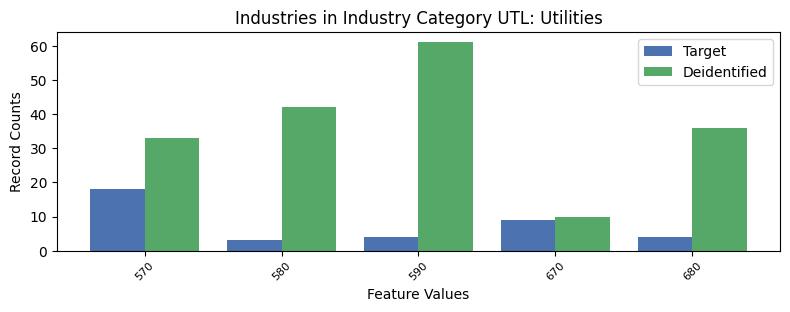 Industries in Industry Category UTL: Utilities
Target
Deidentified
Record Counts
60
50
40
30
20
10
0
570
580
590
670
680
Feature Values